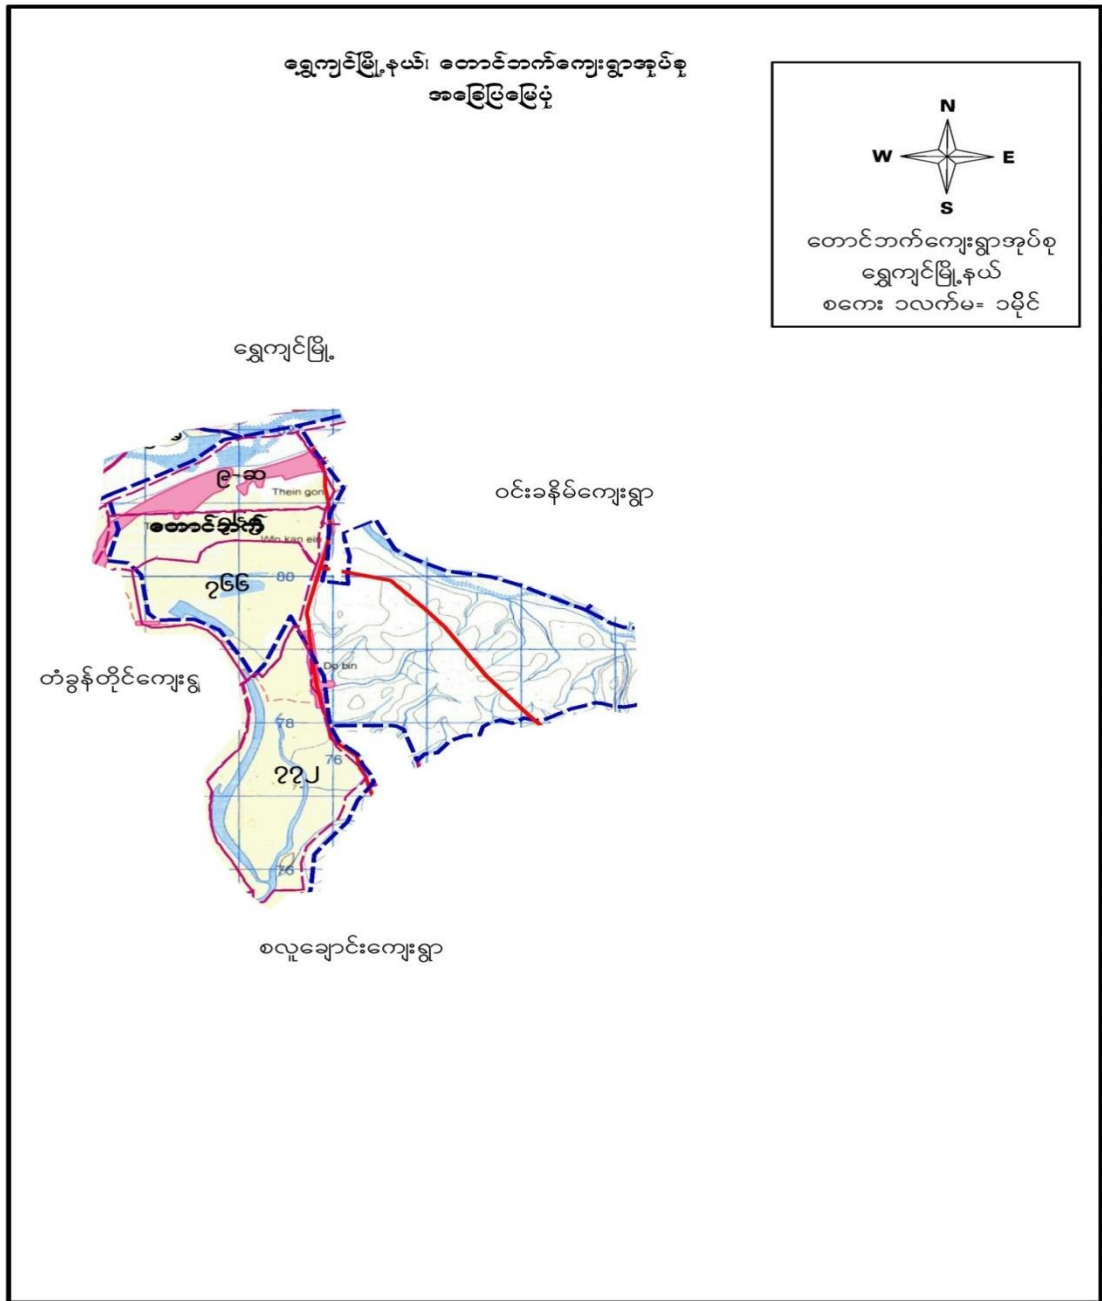 ရွှေကျင်မြို့နယ်၊ တောင်ဘက်ကျေးရွာအုပ်စု
အခြေပြမြေပုံ
N
W E
S
တောင်ဘက်ကျေးရွာအုပ်စု
ရွှေကျင်မြို့နယ်
စကေး ၁လက်မ= ၁မိုင်
ရွှေကျင်မြို့
၉-ဆ
Thein gon
ဝင်းခနိမ်ကျေးရွာ
တောင်ဘက်
Win kan ein
၇၆၆
80
Do bin
တံခွန်တိုင်ကျေးရွ
78
76
၇၇၂
76
စလူချောင်းကျေးရွာ